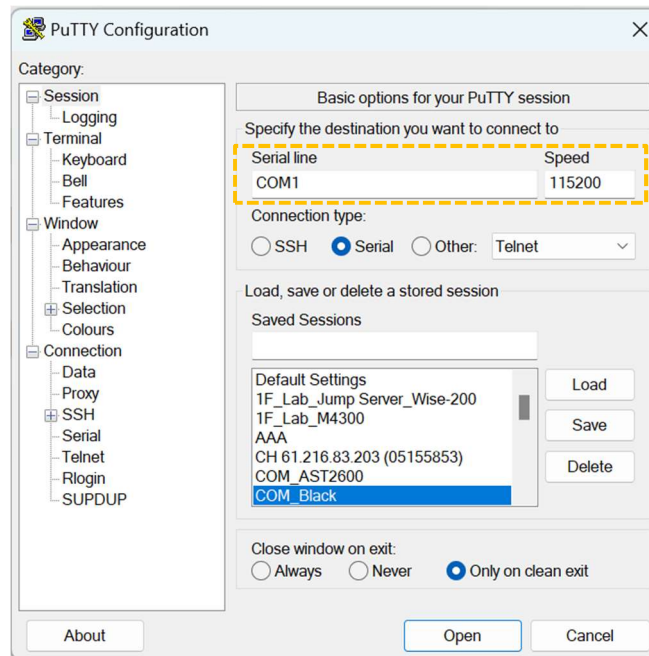 PuTTY Configuration
Category:
Session
Logging
Terminal
Keyboard
Bell
Features
Window
Appearance
Behaviour
Translation
Selection
Colours
Connection
Data
Proxy
SSH
Serial
Telnet
Rlogin
SUPDUP
Basic options for your PuTTY session
Specify the destination you want to connect to
Serial line Speed
COM1 115200
Connection type:
SSH Serial Other: Telnet
Load, save or delete a stored session
Saved Sessions
Default Settings
1F_Lab_Jump Server_Wise-200
1F_Lab_M4300
AAA
CH 61.216.83.203 (05155853)
COM_AST2600
COM_Black
Load
Save
Delete
Close window on exit:
Always Never Only on clean exit
About Open Cancel